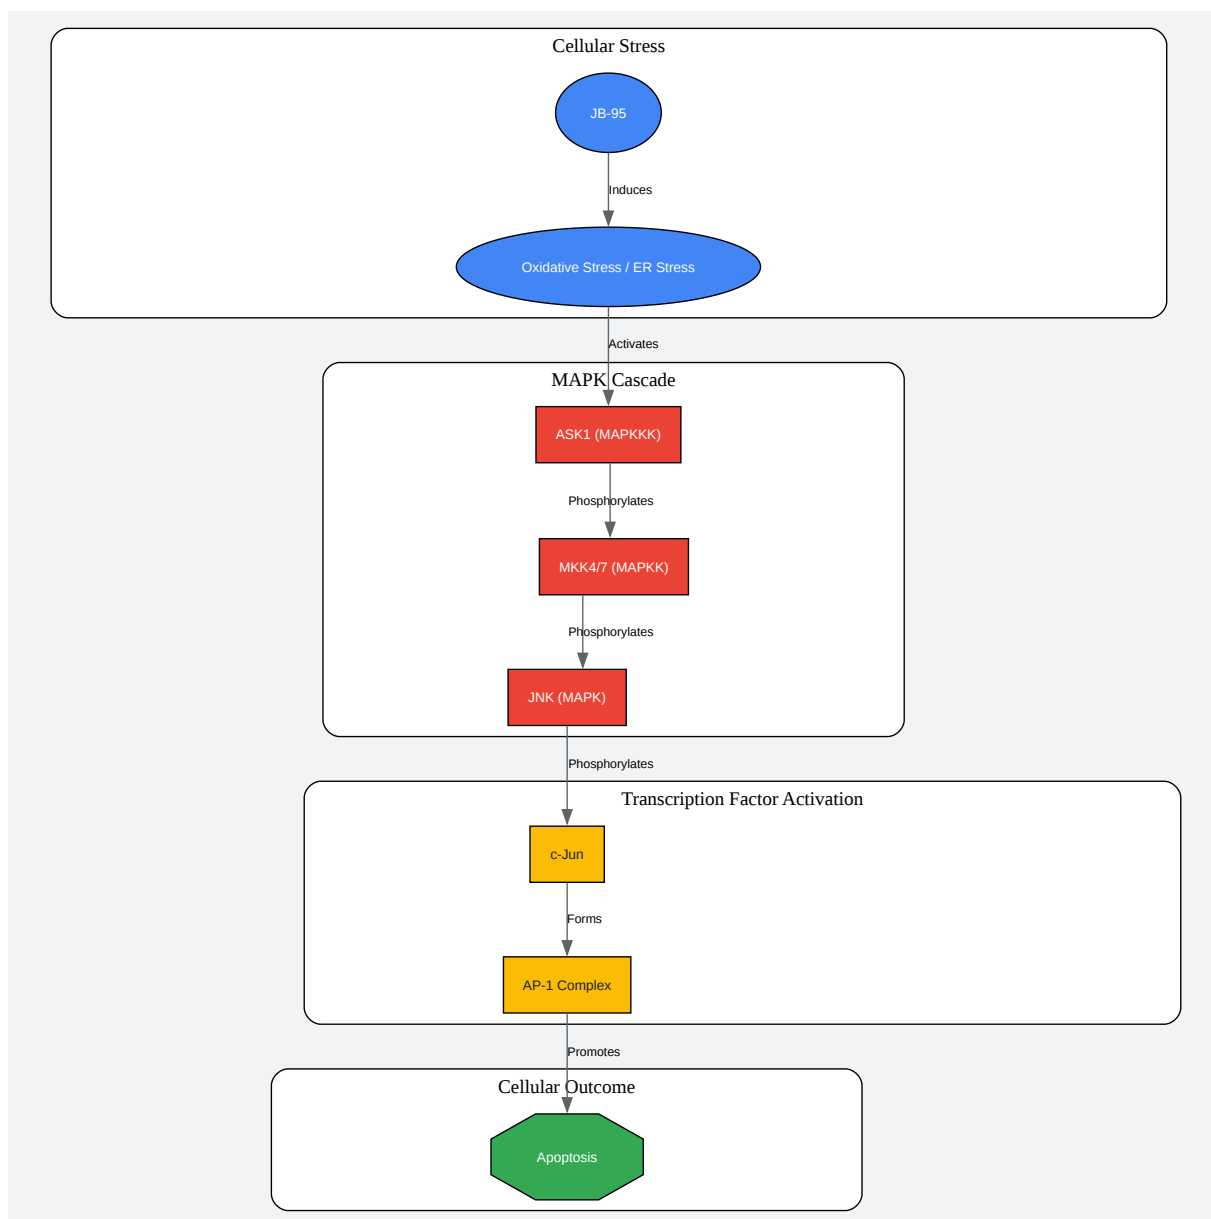 Cellular Stress
JB-95
Induces
Oxidative Stress / ER Stress
Activates
MAPK Cascade
ASK1 (MAPKKK)
Phosphorylates
MKK4/7 (MAPKK)
Phosphorylates
JNK (MAPK)
Phosphorylates
Transcription Factor Activation
c-Jun
Forms
AP-1 Complex
Promotes
Cellular Outcome
Apoptosis